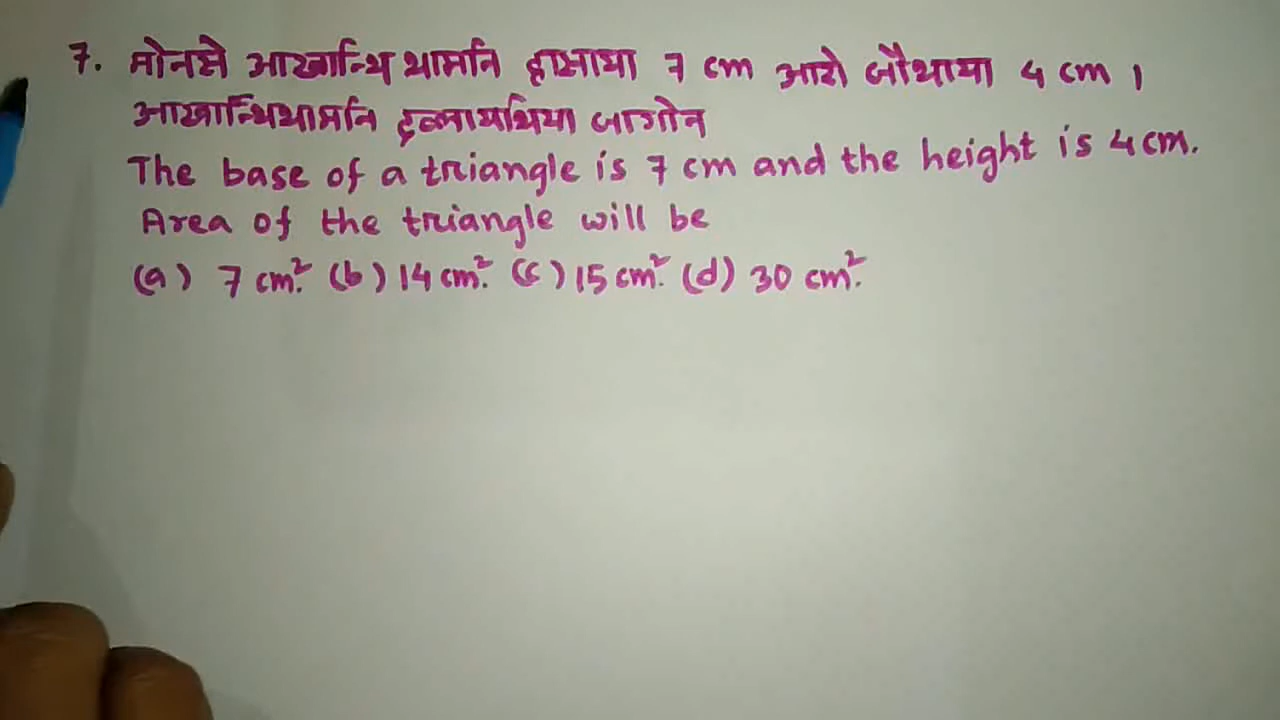 7. मोनसे आखान्थि थामनि हासाया 7 cm आरो जौथाया 4 cm ।
आखान्थिथामनि दब्लायथिया जागोन
The base of a triangle is 7 cm and the height is 4 cm.
Area of the triangle will be
(a) 7 cm². (b) 14 cm². (c) 15 cm². (d) 30 cm².